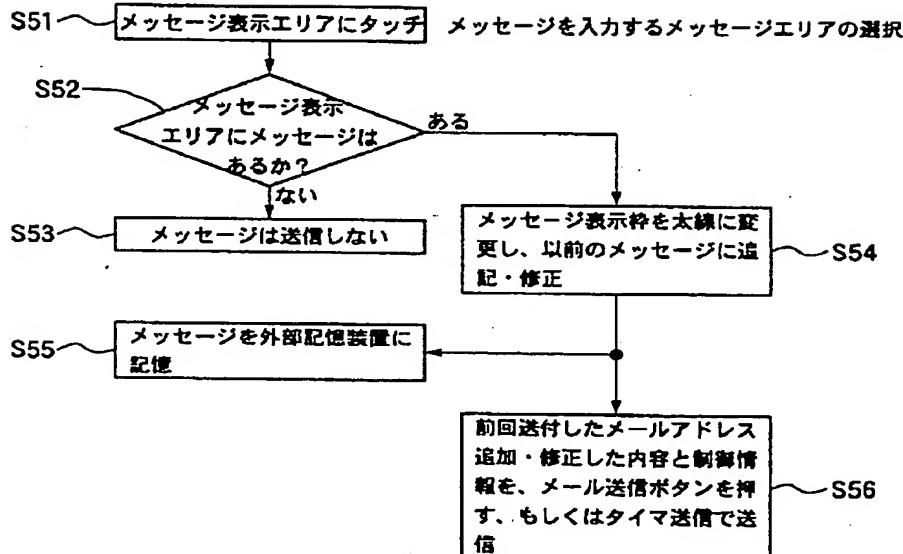 S51
メッセージ表示エリアにタッチ
メッセージを入力するメッセージエリアの選択
S52
メッセージ表示
エリアにメッセージは
あるか?
ある
ない
S53
メッセージは送信しない
メッセージ表示枠を太線に変
更し、以前のメッセージに追
記・修正
S54
S55
メッセージを外部記憶装置に
記憶
前回送付したメールアドレス
追加・修正した内容と制御情
報を、メール送信ボタンを押
す、もしくはタイマ送信で送
信
S56